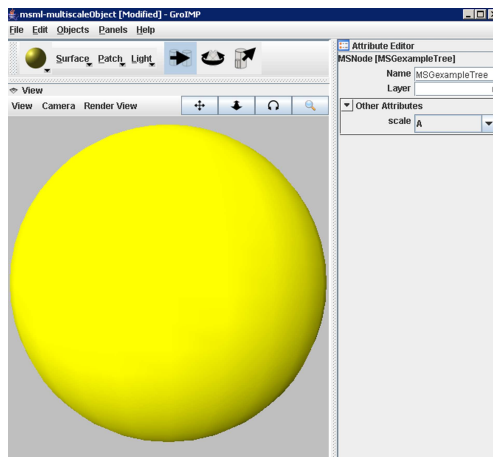 msml-multiscaleObject [Modified] - GroIMP
File Edit Objects Panels Help
Surface Patch Light
View
View Camera Render View
Attribute Editor
MSNode [MSGexampleTree]
Name MSGexampleTree
Layer
Other Attributes
scale A